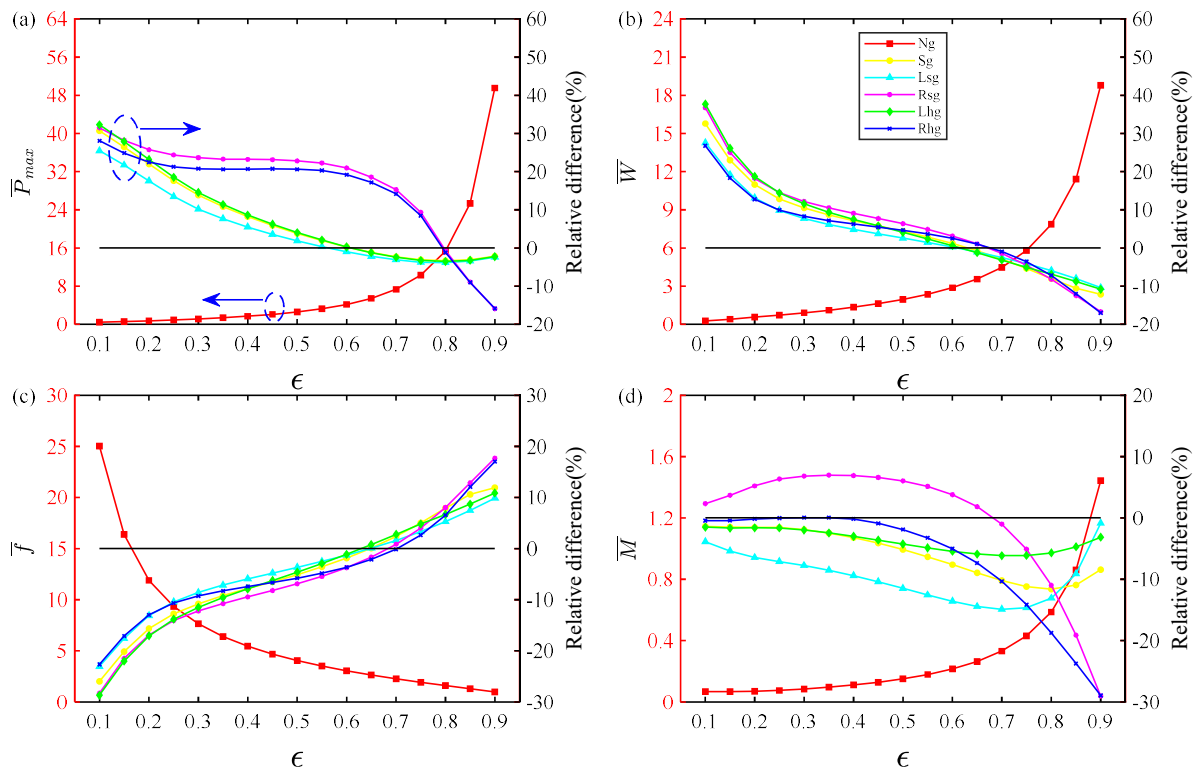 (a)
64
56
48
40
32
24
16
8
0
P̅max
60
50
40
30
20
10
0
-10
-20
Relative difference(%)
0.1 0.2 0.3 0.4 0.5 0.6 0.7 0.8 0.9
ϵ
(b)
24
21
18
15
12
9
6
3
0
W̅
60
50
40
30
20
10
0
-10
-20
Relative difference(%)
Ng
Sg
Lsg
Rsg
Lhg
Rhg
0.1 0.2 0.3 0.4 0.5 0.6 0.7 0.8 0.9
ϵ
(c)
30
25
20
15
10
5
0
f̅
30
20
10
0
-10
-20
-30
Relative difference(%)
0.1 0.2 0.3 0.4 0.5 0.6 0.7 0.8 0.9
ϵ
(d)
2
1.6
1.2
0.8
0.4
0
M̅
20
10
0
-10
-20
-30
Relative difference(%)
0.1 0.2 0.3 0.4 0.5 0.6 0.7 0.8 0.9
ϵ